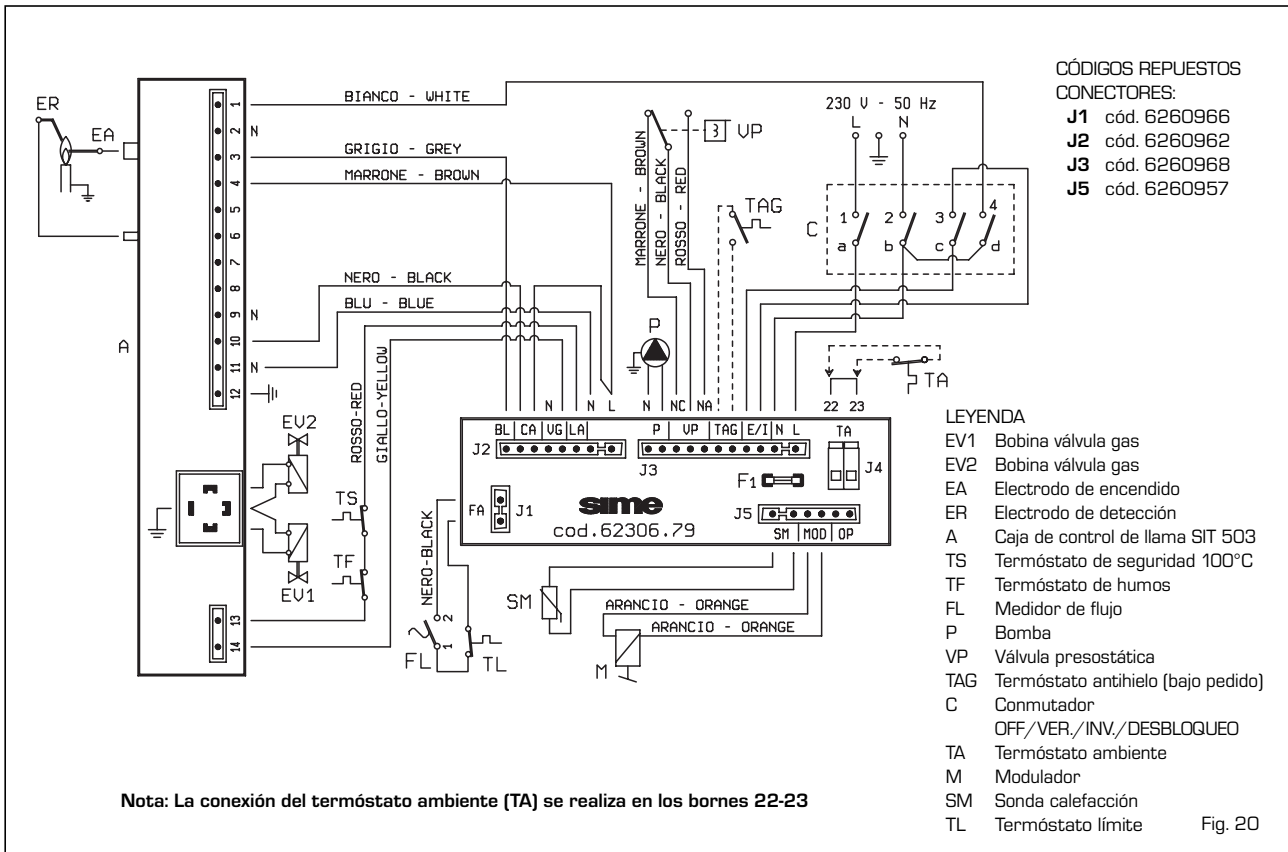 CÓDIGOS REPUESTOS
CONECTORES:
J1 cód. 6260966
J2 cód. 6260962
J3 cód. 6260968
J5 cód. 6260957
ER
EA
A
1
BIANCO - WHITE
2 N
3
GRIGIO - GREY
4
MARRONE - BROWN
5
6
7
8
NERO - BLACK
9 N
BLU - BLUE
10
11 N
12
13
14
EV2
EV1
ROSSO-RED
GIALLO-YELLOW
TS
TF
MARRONE - BROWN
NERO - BLACK
ROSSO - RED
VP
TAG
P
230 V - 50 Hz
L N
C
1 2 3 4
a b c d
TA
22 23
N N L
N NC NA
BL CA VG LA
P VP TAG E/I N L
TA
J2
J3
J4
F1
FA J1
sime
cod.62306.79
J5
SM MOD OP
NERO-BLACK
2
1
FL
TL
SM
ARANCIO - ORANGE
ARANCIO - ORANGE
M
LEYENDA
EV1 Bobina válvula gas
EV2 Bobina válvula gas
EA Electrodo de encendido
ER Electrodo de detección
A Caja de control de llama SIT 503
TS Termóstato de seguridad 100°C
TF Termóstato de humos
FL Medidor de flujo
P Bomba
VP Válvula presostática
TAG Termóstato antihielo (bajo pedido)
C Conmutador
OFF/VER./INV./DESBLOQUEO
TA Termóstato ambiente
M Modulador
SM Sonda calefacción
TL Termóstato límite
Fig. 20
Nota: La conexión del termóstato ambiente (TA) se realiza en los bornes 22-23